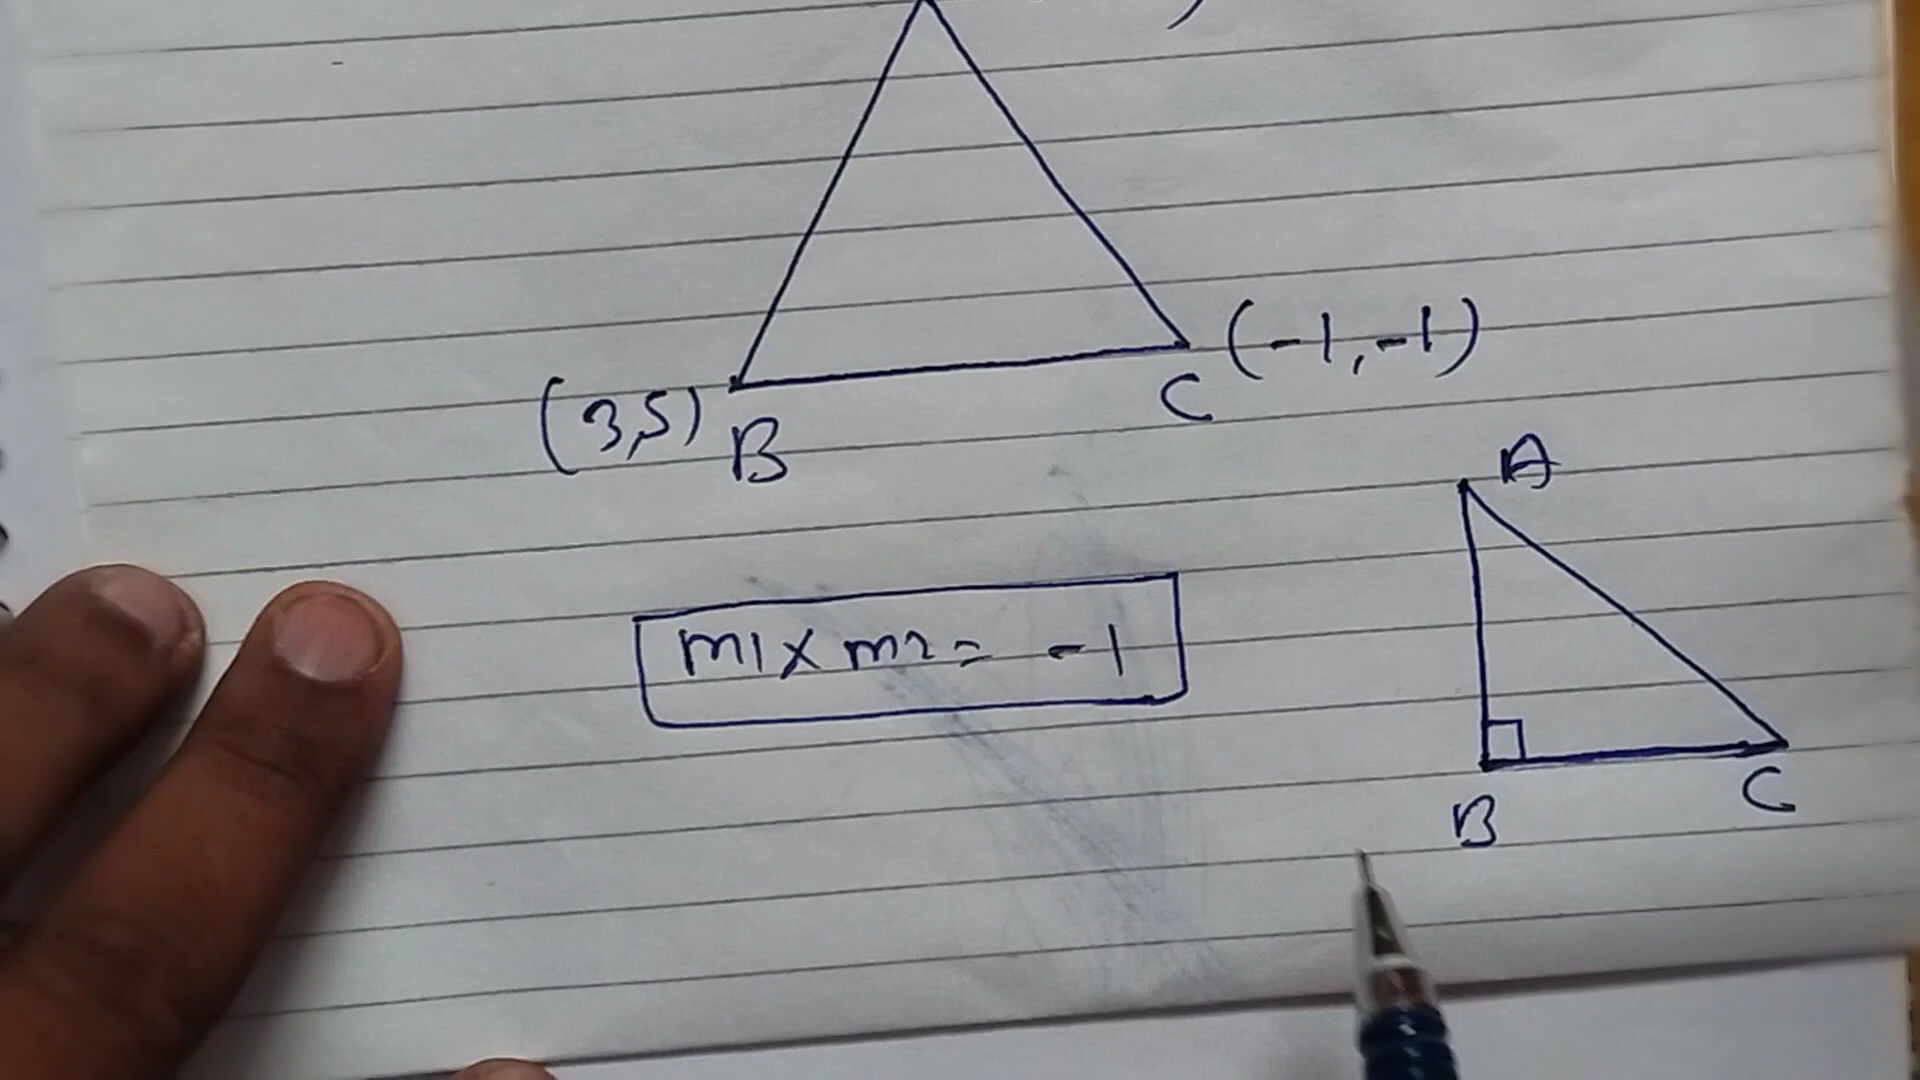 (-1,-1)
C
(3,5) B
A
m1 x m2 = -1
B
C